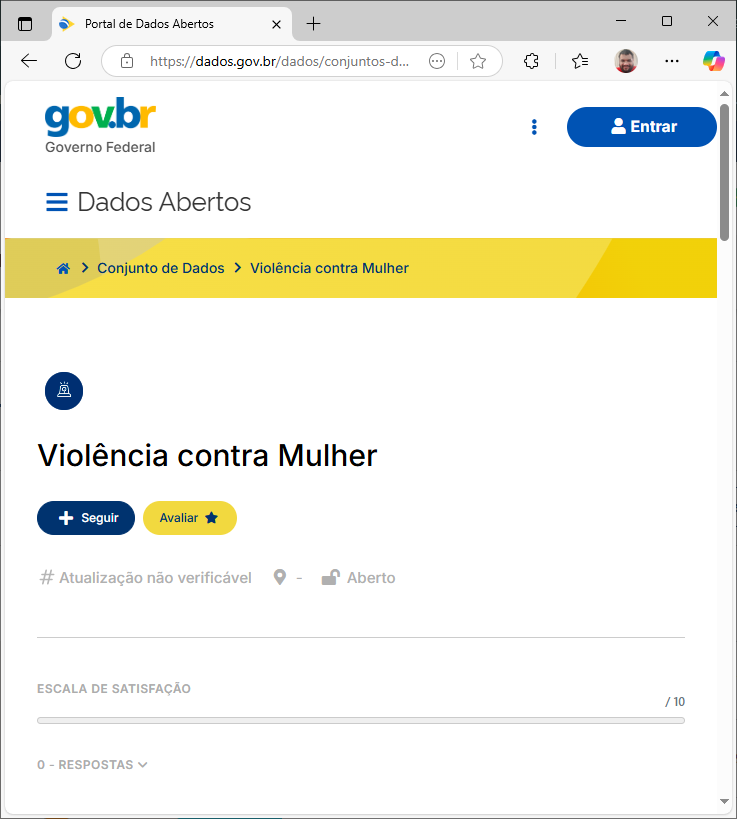 Portal de Dados Abertos
https://dados.gov.br/dados/conjuntos-d...
gov.br
Governo Federal
Entrar
Dados Abertos
Conjunto de Dados > Violência contra Mulher
Violência contra Mulher
Seguir
Avaliar
# Atualização não verificável - Aberto
ESCALA DE SATISFAÇÃO
/ 10
0 - RESPOSTAS